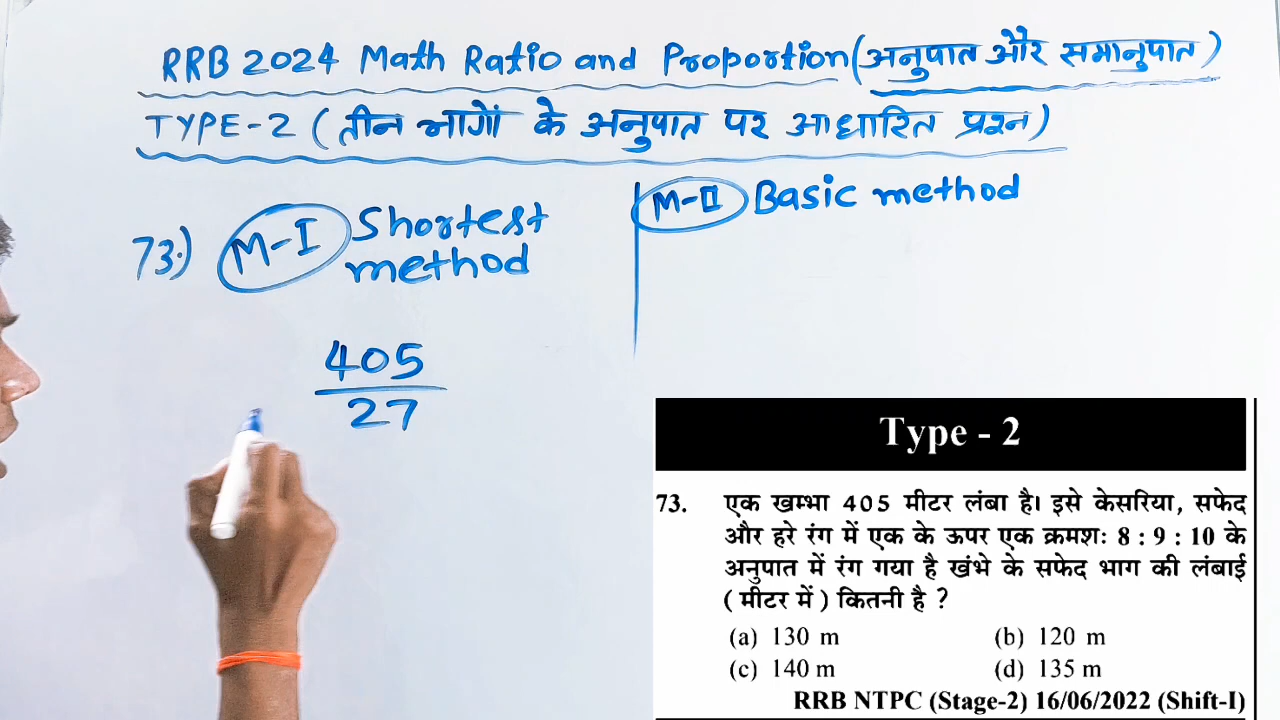 RRB 2024 Math Ratio and Proportion (अनुपात और समानुपात)
TYPE-2 (तीन भागों के अनुपात पर आधारित प्रश्न)
73.) M-I Shortest method
M-II Basic method
405
27
Type - 2
73. एक खम्भा 405 मीटर लंबा है। इसे केसरिया, सफेद
और हरे रंग में एक के ऊपर एक क्रमशः 8 : 9 : 10 के
अनुपात में रंग गया है खंभे के सफेद भाग की लंबाई
( मीटर में ) कितनी है ?
(a) 130 m (b) 120 m
(c) 140 m (d) 135 m
RRB NTPC (Stage-2) 16/06/2022 (Shift-I)